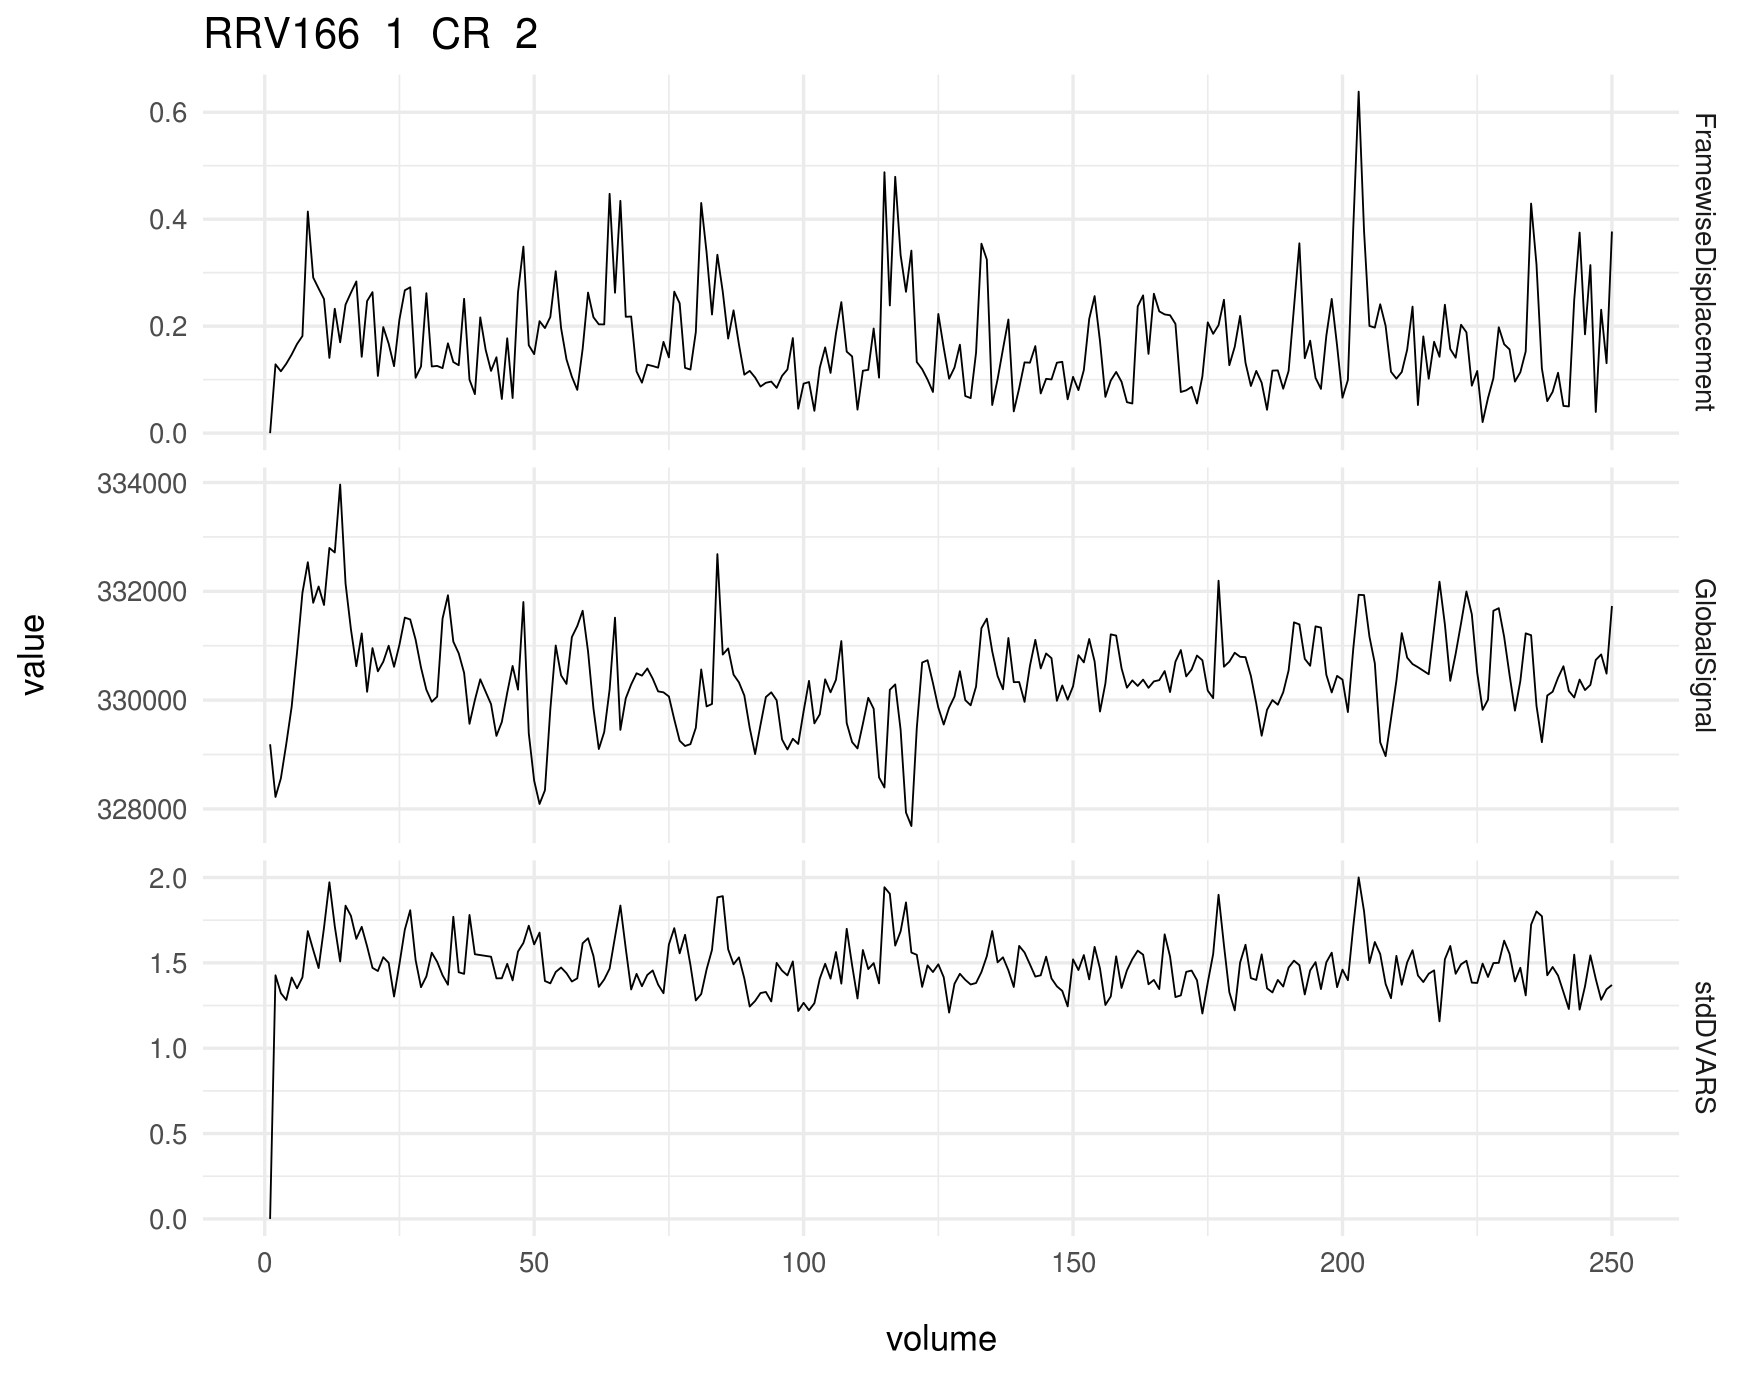 RRV166 1 CR 2
0.6
0.4
0.2
0.0
FramewiseDisplacement
334000
332000
330000
328000
GlobalSignal
value
2.0
1.5
1.0
0.5
0.0
stdDVARS
0 50 100 150 200 250
volume